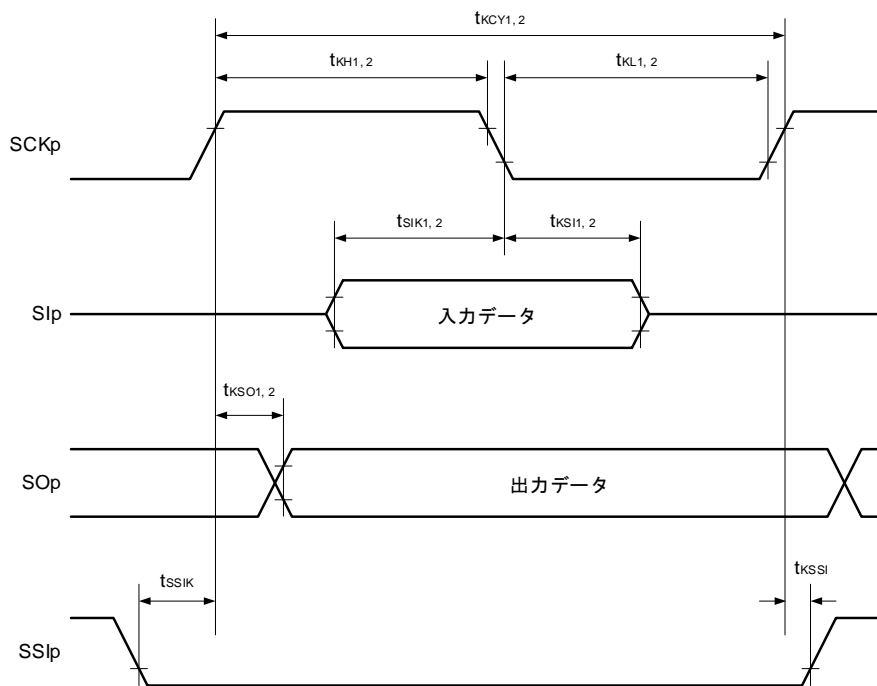 tKCY1, 2
tKH1, 2
tKL1, 2
SCKp
tSIK1, 2
tKSI1, 2
SIp
入力データ
tKSO1, 2
SOp
出力データ
tSSIK
tKSSI
SSIp